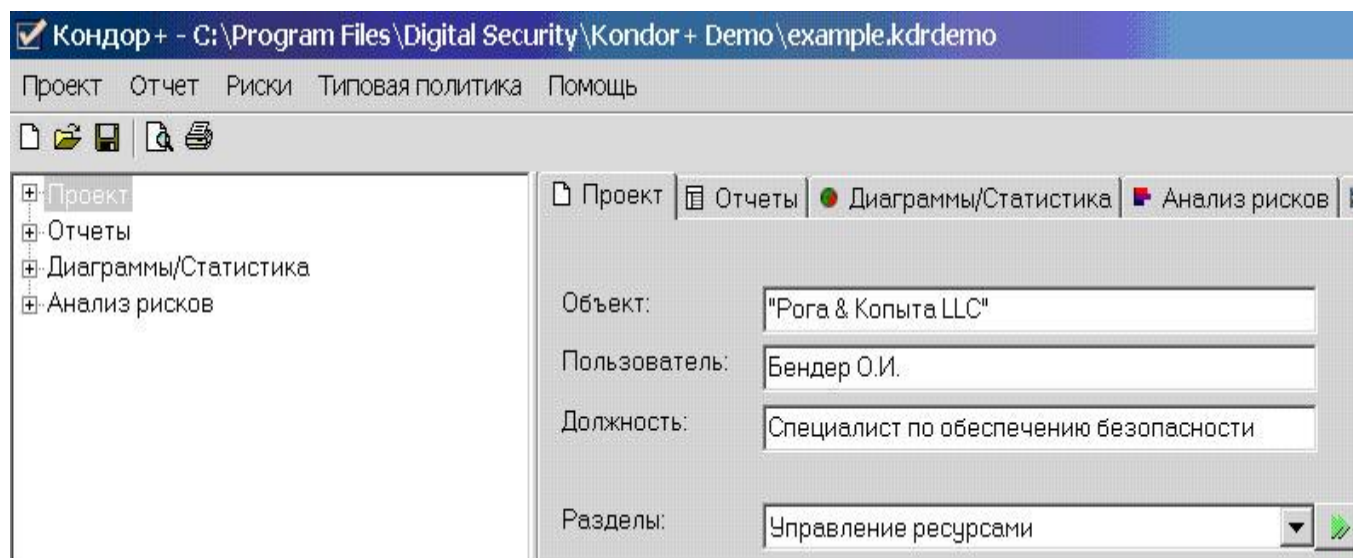 Кондор+ - C:\Program Files\Digital Security\Kondor+ Demo\example.kdrdemo
Проект Отчет Риски Типовая политика Помощь
Проект
Отчеты
Диаграммы/Статистика
Анализ рисков
Проект Отчеты Диаграммы/Статистика Анализ рисков
Объект: "Рога & Копыта LLC"
Пользователь: Бендер О.И.
Должность: Специалист по обеспечению безопасности
Разделы: Управление ресурсами